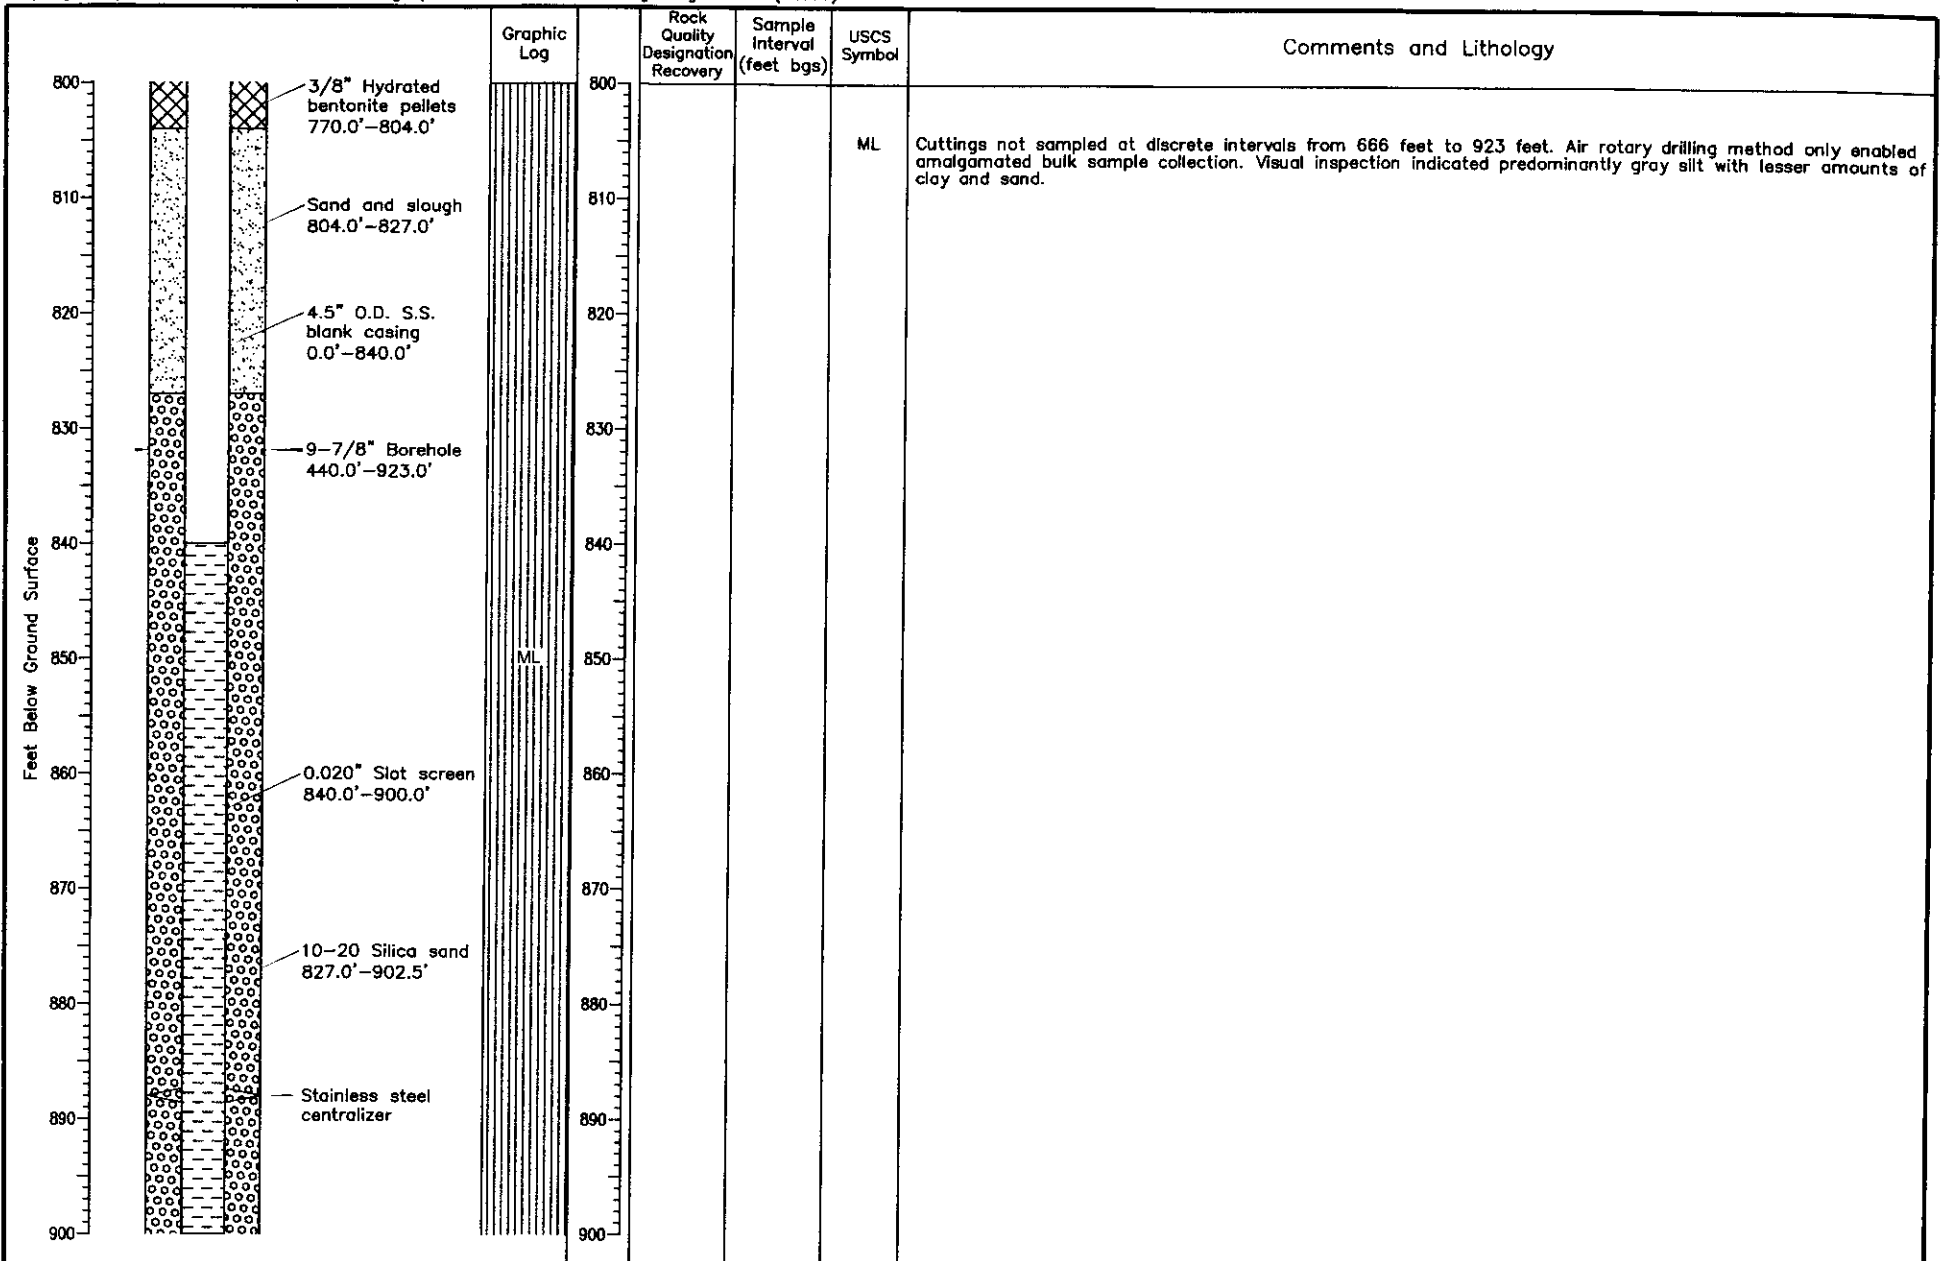 Graphic
Log
Rock
Quality
Designation
Recovery
Sample
Interval
(feet bgs)
USCS
Symbol
Comments and Lithology
Feet Below Ground Surface
800
810
820
830
840
850
860
870
880
890
900
3/8" Hydrated
bentonite pellets
770.0'-804.0'
Sand and slough
804.0'-827.0'
4.5" O.D. S.S.
blank casing
0.0'-840.0'
9-7/8" Borehole
440.0'-923.0'
0.020" Slot screen
840.0'-900.0'
10-20 Silica sand
827.0'-902.5'
Stainless steel
centralizer
ML
800
810
820
830
840
850
860
870
880
890
900
ML
Cuttings not sampled at discrete intervals from 666 feet to 923 feet. Air rotary drilling method only enabled
amalgamated bulk sample collection. Visual inspection indicated predominantly gray silt with lesser amounts of
clay and sand.